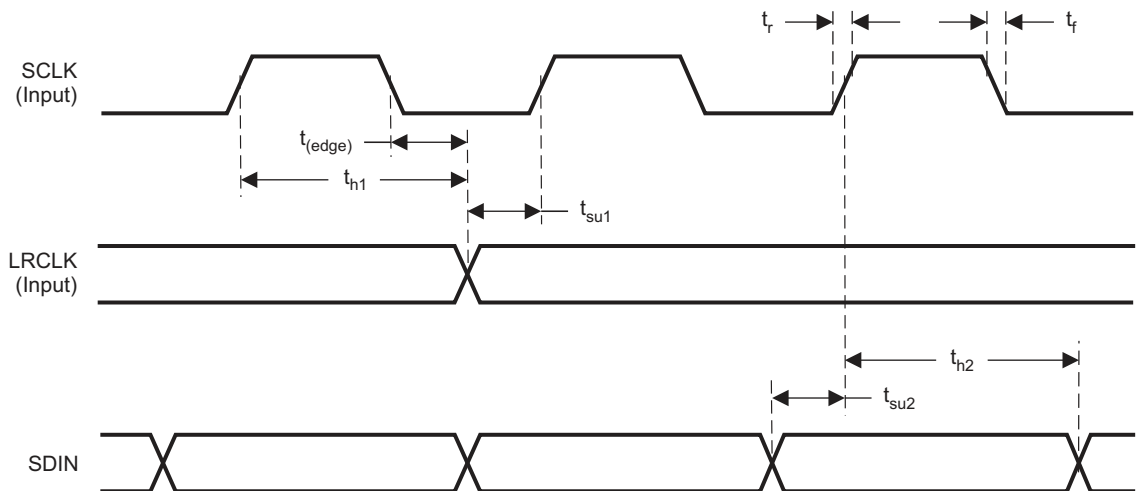 t_r
t_f
SCLK
(Input)
t_(edge)
t_h1
t_su1
LRCLK
(Input)
t_h2
t_su2
SDIN